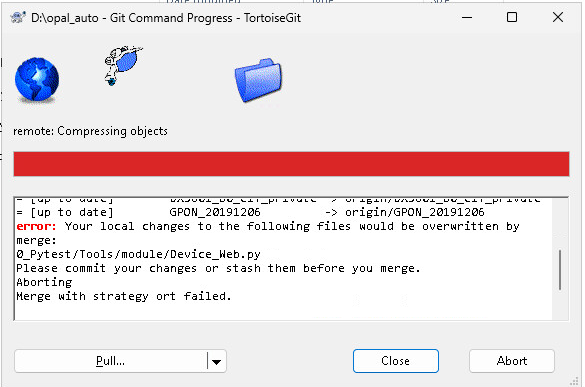 D:\opal_auto - Git Command Progress - TortoiseGit
remote: Compressing objects
= [up to date] -> origin/DX3001_B0_CIT_private
= [up to date] GPON_20191206 -> origin/GPON_20191206
error: Your local changes to the following files would be overwritten by
merge:
0_Pytest/Tools/module/Device_Web.py
Please commit your changes or stash them before you merge.
Aborting
Merge with strategy ort failed.
Pull...
Close
Abort